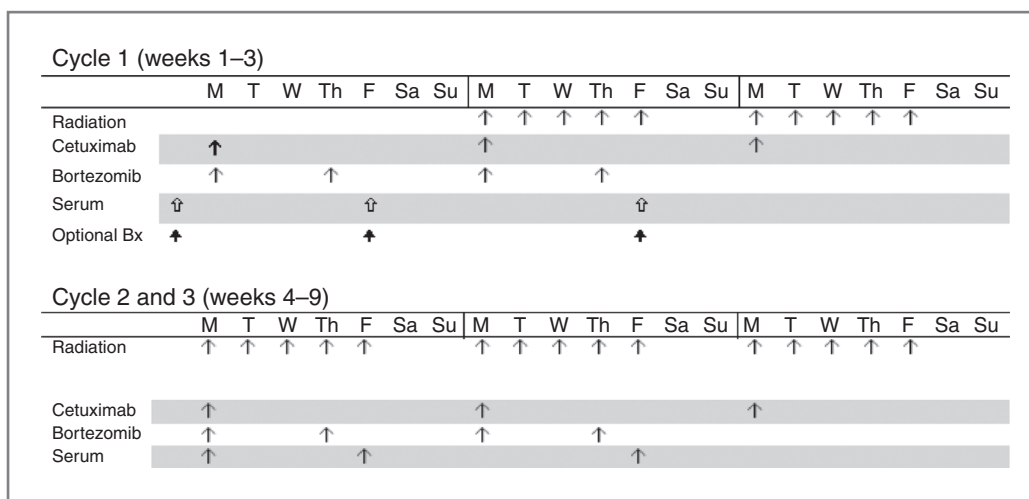 Cycle 1 (weeks 1–3)
M T W Th F Sa Su M T W Th F Sa Su M T W Th F Sa Su
Radiation
Cetuximab
Bortezomib
Serum
Optional Bx
Cycle 2 and 3 (weeks 4–9)
M T W Th F Sa Su M T W Th F Sa Su M T W Th F Sa Su
Radiation
Cetuximab
Bortezomib
Serum